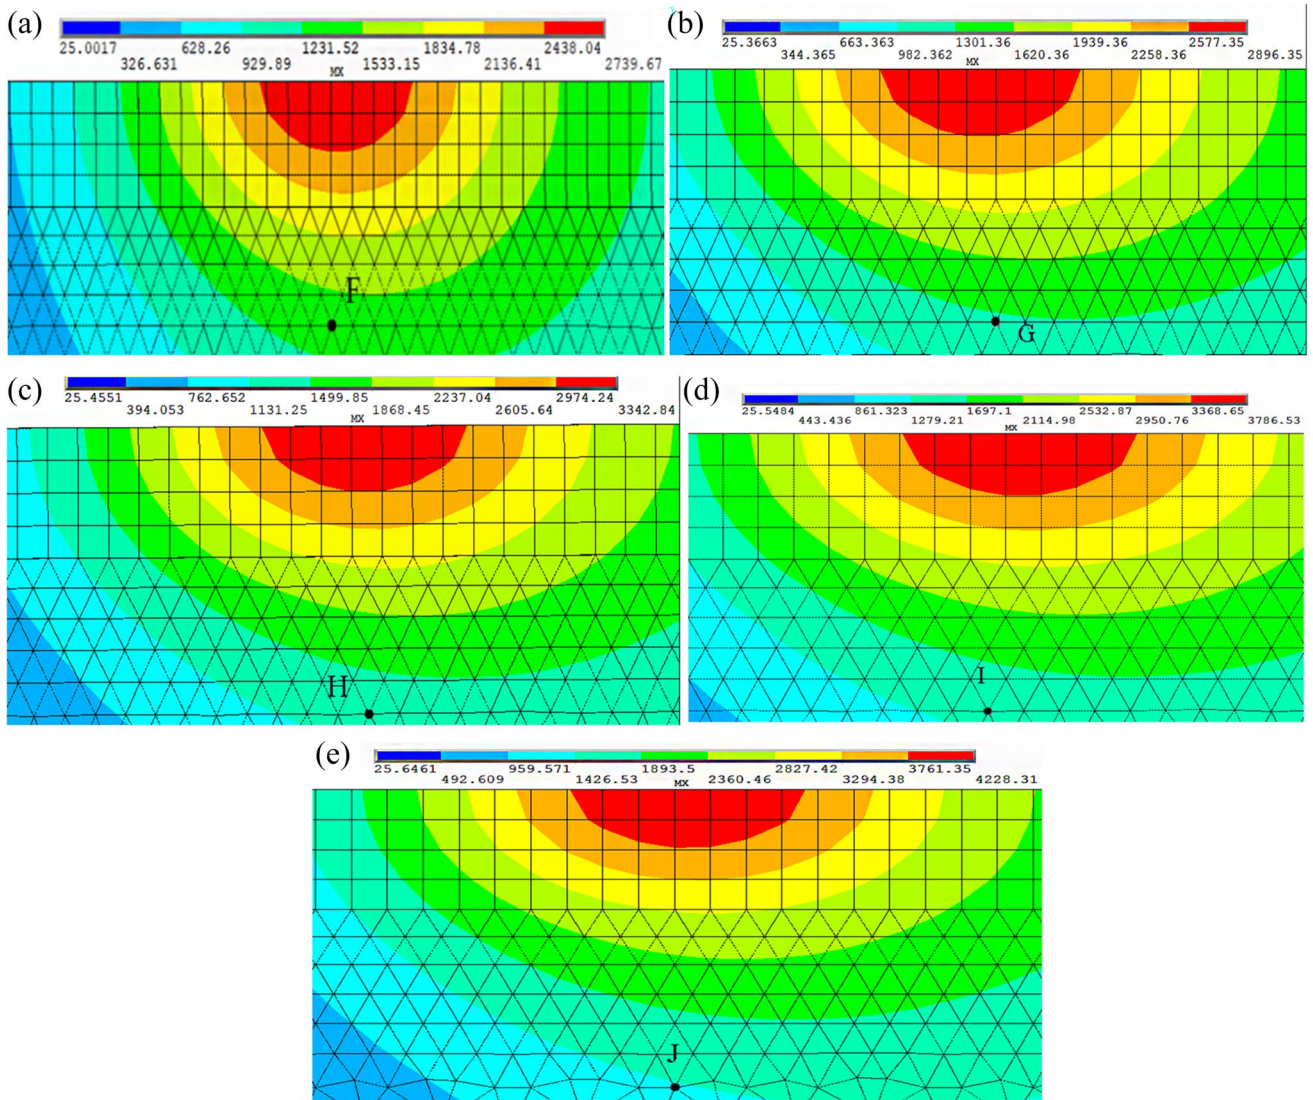 (a)
25.0017 628.26 1231.52 1834.78 2438.04
326.631 929.89 1533.15 2136.41 2739.67
MX
F
(b)
25.3663 663.363 1301.36 1939.36 2577.35
344.365 982.362 1620.36 2258.36 2896.35
MX
G
(c)
25.4551 762.652 1499.85 2237.04 2974.24
394.053 1131.25 1868.45 2605.64 3342.84
MX
H
(d)
25.5484 861.323 1697.1 2532.87 3368.65
443.436 1279.21 2114.98 2950.76 3786.53
MX
I
(e)
25.6461 959.571 1893.5 2827.42 3761.35
492.609 1426.53 2360.46 3294.38 4228.31
MX
J